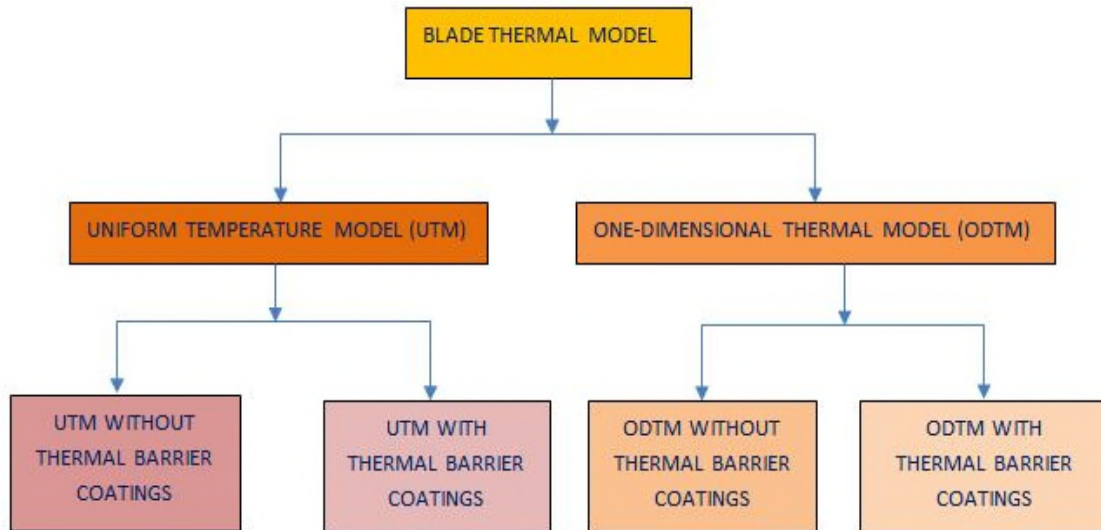 BLADE THERMAL MODEL
UNIFORM TEMPERATURE MODEL (UTM)
ONE-DIMENSIONAL THERMAL MODEL (ODTM)
UTM WITHOUT
THERMAL BARRIER
COATINGS
UTM WITH
THERMAL BARRIER
COATINGS
ODTM WITHOUT
THERMAL BARRIER
COATINGS
ODTM WITH
THERMAL BARRIER
COATINGS